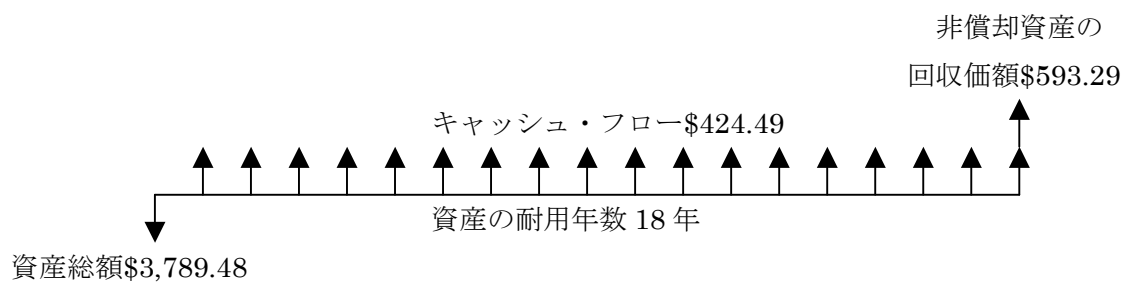 非償却資産の
回収価額$593.29
キャッシュ・フロー$424.49
資産の耐用年数 18 年
資産総額$3,789.48